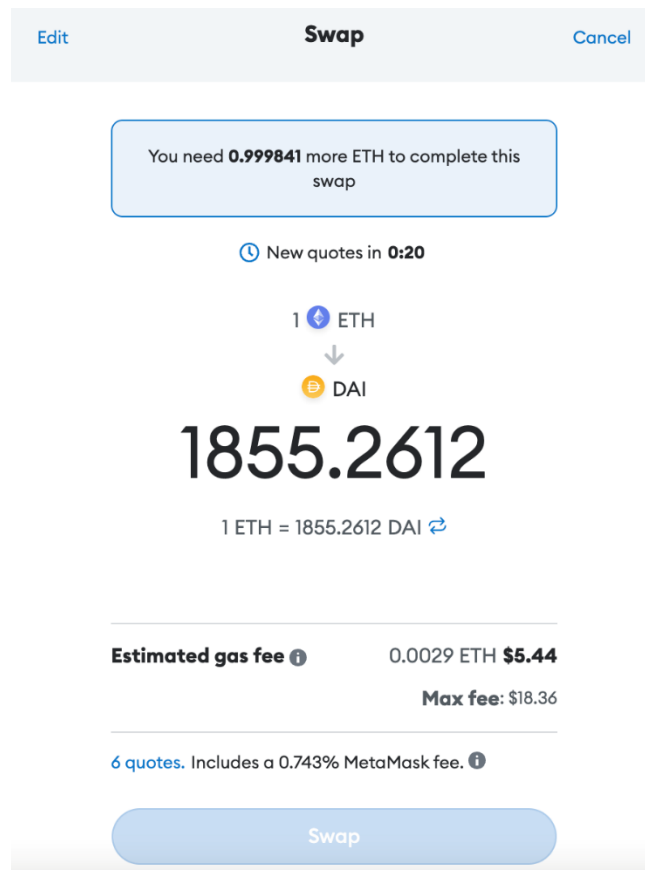 Edit Swap Cancel
You need 0.999841 more ETH to complete this
swap
New quotes in 0:20
1 ETH
DAI
1855.2612
1 ETH = 1855.2612 DAI
Estimated gas fee 0.0029 ETH $5.44
Max fee: $18.36
6 quotes. Includes a 0.743% MetaMask fee.
Swap